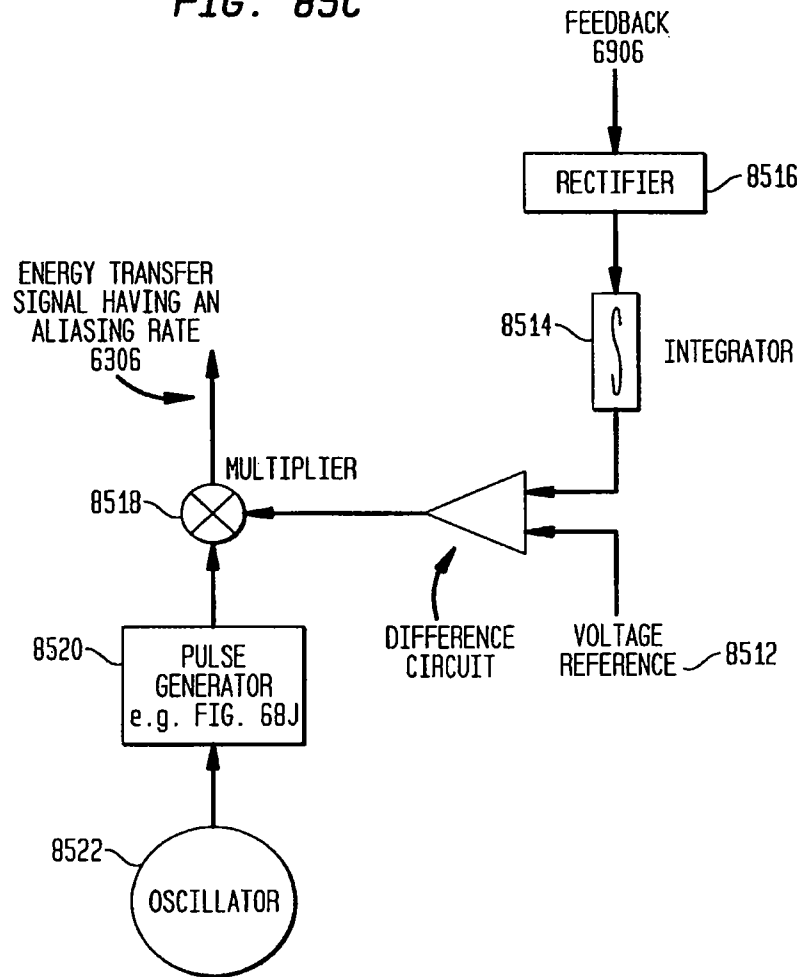 FIG. 85C
FEEDBACK
6906
RECTIFIER
8516
8514
INTEGRATOR
ENERGY TRANSFER
SIGNAL HAVING AN
ALIASING RATE
6306
MULTIPLIER
8518
DIFFERENCE
CIRCUIT
VOLTAGE
REFERENCE
8512
8520
PULSE
GENERATOR
e.g. FIG. 68J
8522
OSCILLATOR